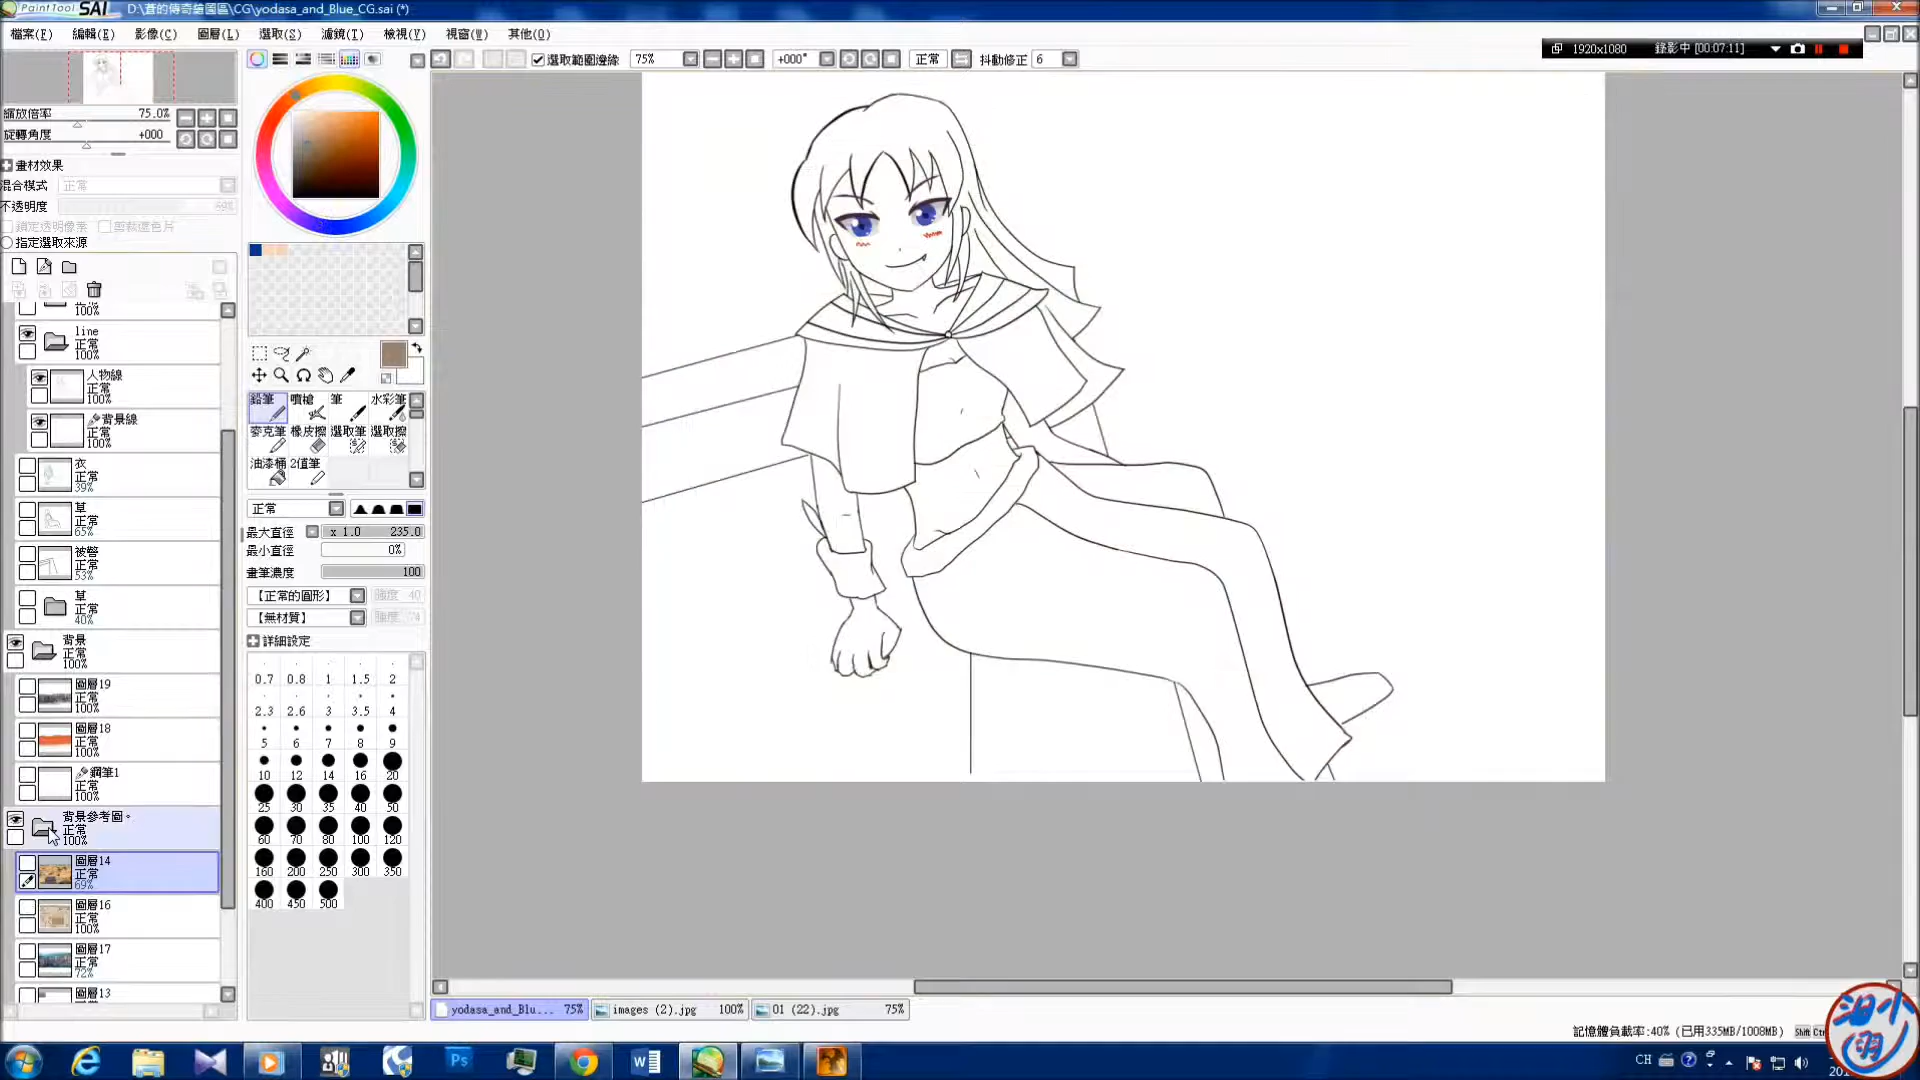 PaintTool SAI D:\蒼的傳奇繪圖區\CG\yodasa_and_Blue_CG.sai (*)
檔案(F) 編輯(E) 影像(C) 圖層(L) 選取(S) 濾鏡(I) 檢視(V) 視窗(W) 其他(O)
選取範圍邊緣 75% +000° 正常 抖動修正 6
1920x1080 錄影中 [00:07:11]
縮放倍率 75.0%
旋轉角度 +000
畫材效果
混合模式 正常
不透明度 69%
鎖定透明像素 剪裁遮色片
指定選取來源
100%
line
正常
100%
人物線
正常
100%
背景線
正常
100%
衣
正常
39%
草
正常
65%
被警
正常
53%
草
正常
40%
背景
正常
100%
圖層19
正常
100%
圖層18
正常
100%
鋼筆1
正常
100%
背景參考圖。
正常
100%
圖層14
正常
69%
圖層16
正常
100%
圖層17
正常
72%
圖層13
鉛筆 噴槍 筆 水彩筆
麥克筆 橡皮擦 選取筆 選取擦
油漆桶 2值筆
正常
最大直徑 x 1.0 235.0
最小直徑 0%
畫筆濃度 100
【正常的圓形】 強度 40
【無材質】 強度 74
詳細設定
0.7 0.8 1 1.5 2
2.3 2.6 3 3.5 4
5 6 7 8 9
10 12 14 16 20
25 30 35 40 50
60 70 80 100 120
160 200 250 300 350
400 450 500
yodasa_and_Blu... 75% images (2).jpg 100% 01 (22).jpg 75%
記憶體負載率:40% (已用335MB/1008MB) Shift Ctr
Ps W CH